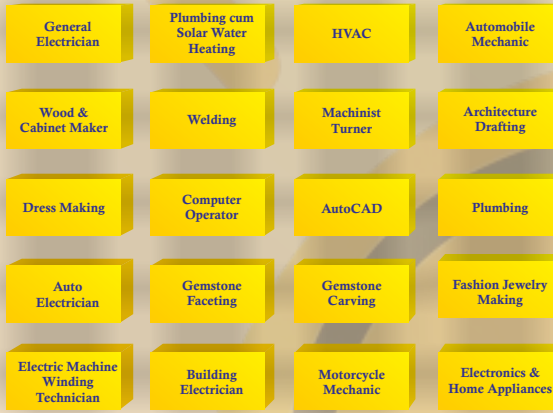 General
Electrician
Plumbing cum
Solar Water
Heating
HVAC
Automobile
Mechanic
Wood &
Cabinet Maker
Welding
Machinist
Turner
Architecture
Drafting
Dress Making
Computer
Operator
AutoCAD
Plumbing
Auto
Electrician
Gemstone
Faceting
Gemstone
Carving
Fashion Jewelry
Making
Electric Machine
Winding
Technician
Building
Electrician
Motorcycle
Mechanic
Electronics &
Home Appliances